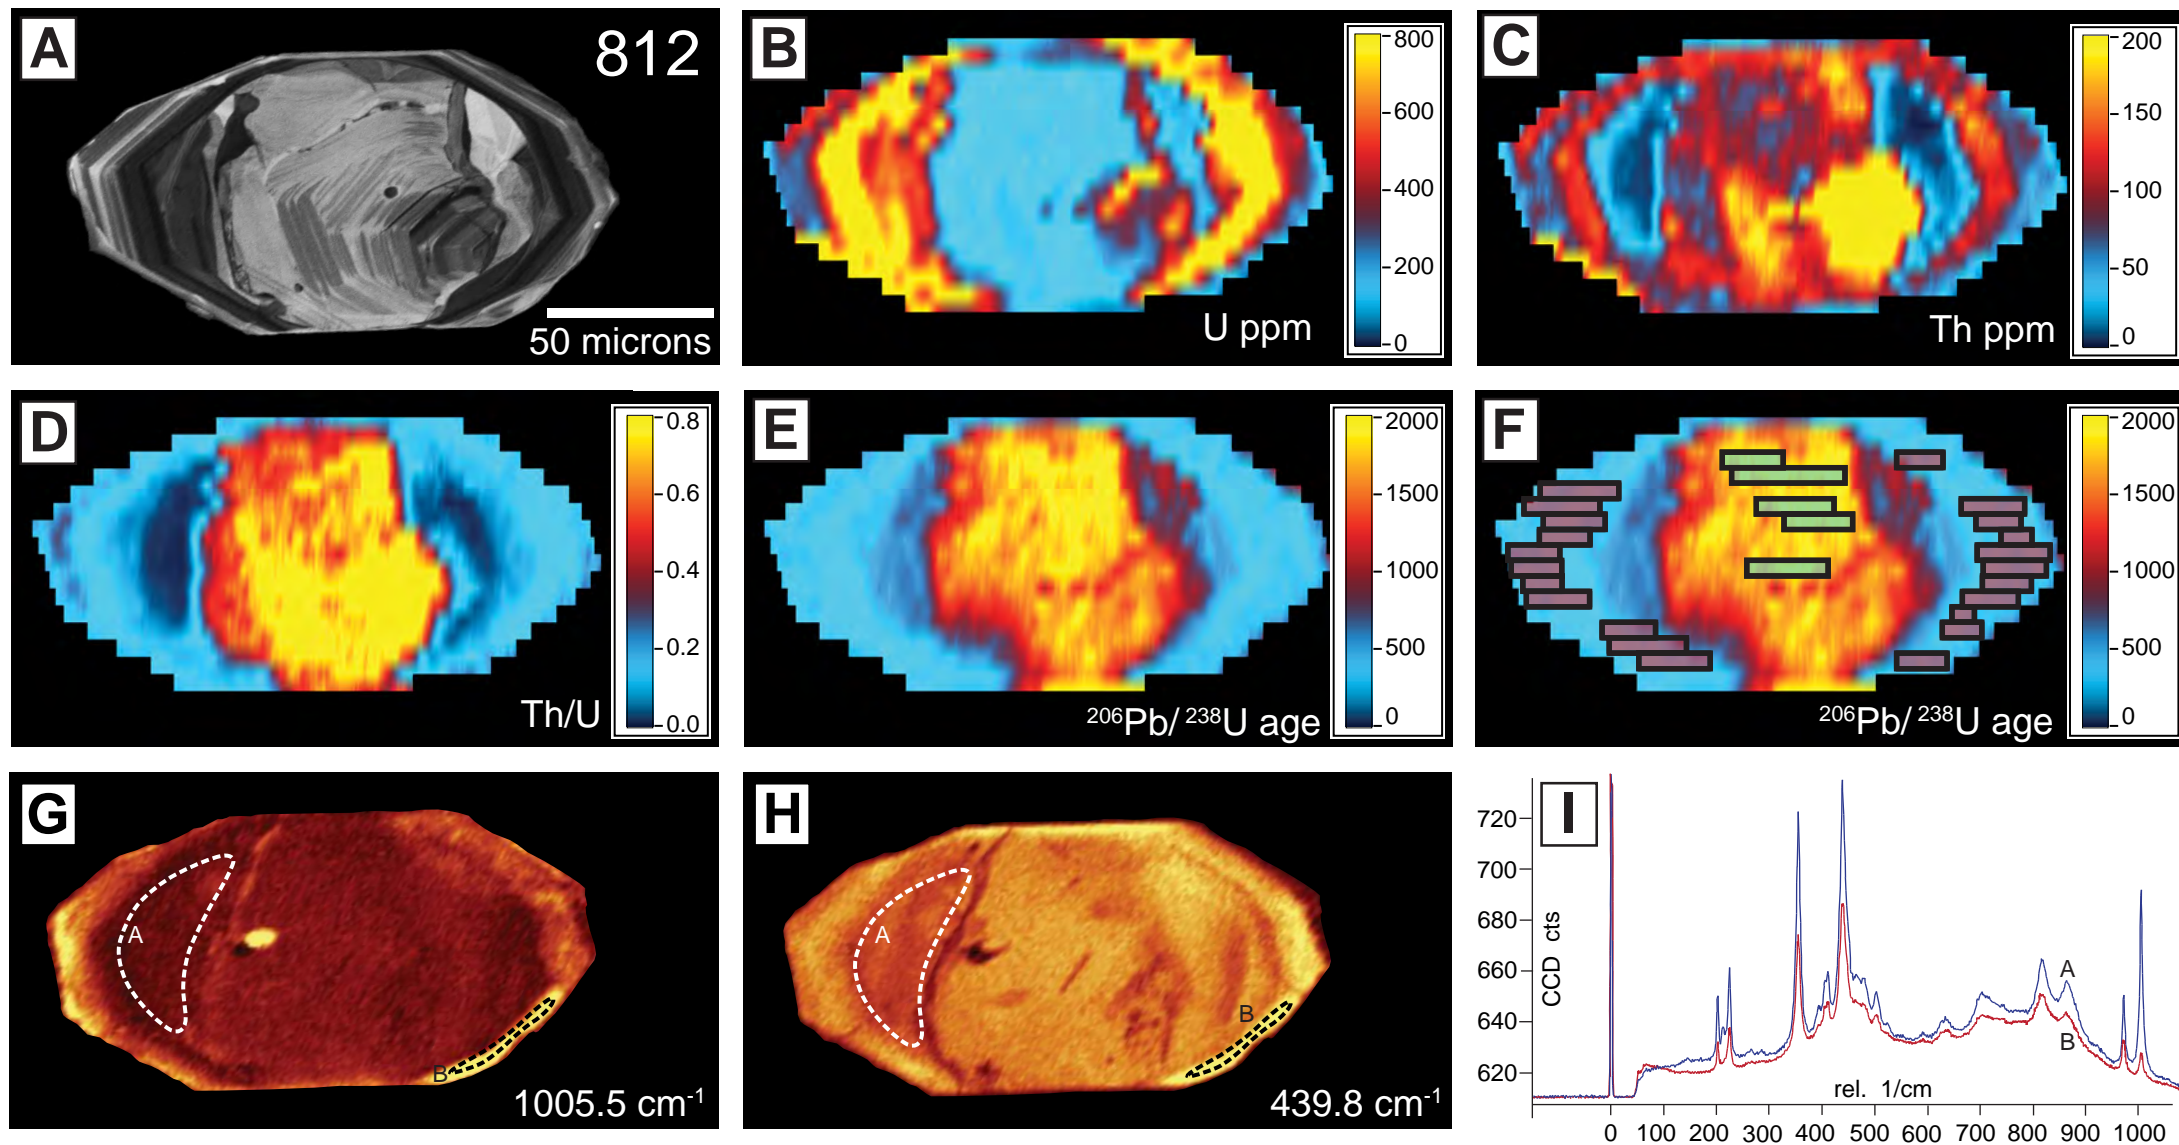 A
812
50 microns
B
800
600
400
200
0
U ppm
C
200
150
100
50
0
Th ppm
D
0.8
0.6
0.4
0.2
0.0
Th/U
E
2000
1500
1000
500
0
206Pb/ 238U age
F
2000
1500
1000
500
0
206Pb/ 238U age
G
A
B
1005.5 cm-1
H
A
B
439.8 cm-1
I
720
700
680
660
640
620
CCD cts
A
B
rel. 1/cm
0 100 200 300 400 500 600 700 800 900 1000